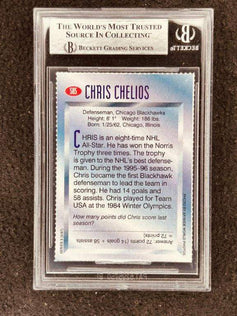 THE WORLD'S MOST TRUSTED
SOURCE IN COLLECTING™
BECKETT GRADING SERVICES
BECKETT
585 CHRIS CHELIOS
Defenseman, Chicago Blackhawks
Height: 6' 1" Weight: 186 lbs
Born: 1/25/62, Chicago, Illinois
CHRIS is an eight-time NHL
All-Star. He has won the Norris
Trophy three times. The trophy
is given to the NHL's best defense-
man. During the 1995-96 season,
Chris became the first Blackhawk
defenseman to lead the team in
scoring. He had 14 goals and
58 assists. Chris played for Team
USA at the 1984 Winter Olympics.
How many points did Chris score last
season?
Answer: 72 points (14 goals + 58 assists
= 72 points)